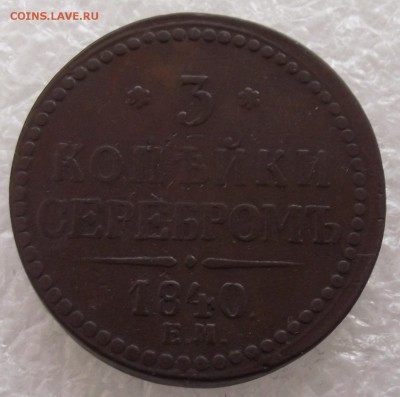 COINS.LAVE.RU
* 3 *
КОПѢЙКИ
СЕРЕБРОМЪ
1840
Е.М.